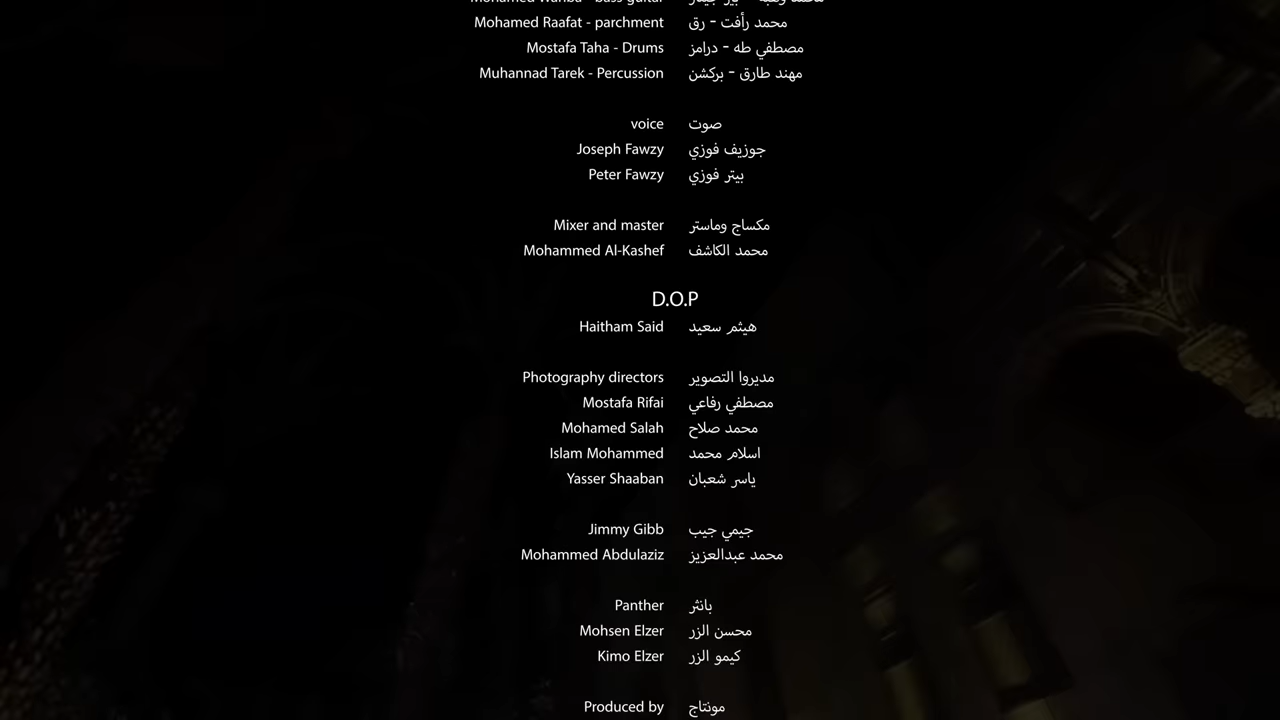 Mohamed Raafat - parchment محمد رأفت - رق
Mostafa Taha - Drums مصطفي طه - درامز
Muhannad Tarek - Percussion مهند طارق - بركشن
voice صوت
Joseph Fawzy جوزيف فوزي
Peter Fawzy بيتر فوزي
Mixer and master مكساج وماستر
Mohammed Al-Kashef محمد الكاشف
D.O.P
Haitham Said هيثم سعيد
Photography directors مديروا التصوير
Mostafa Rifai مصطفي رفاعي
Mohamed Salah محمد صلاح
Islam Mohammed اسلام محمد
Yasser Shaaban ياسر شعبان
Jimmy Gibb جيمي جيب
Mohammed Abdulaziz محمد عبدالعزيز
Panther بانثر
Mohsen Elzer محسن الزر
Kimo Elzer كيمو الزر
Produced by مونتاج